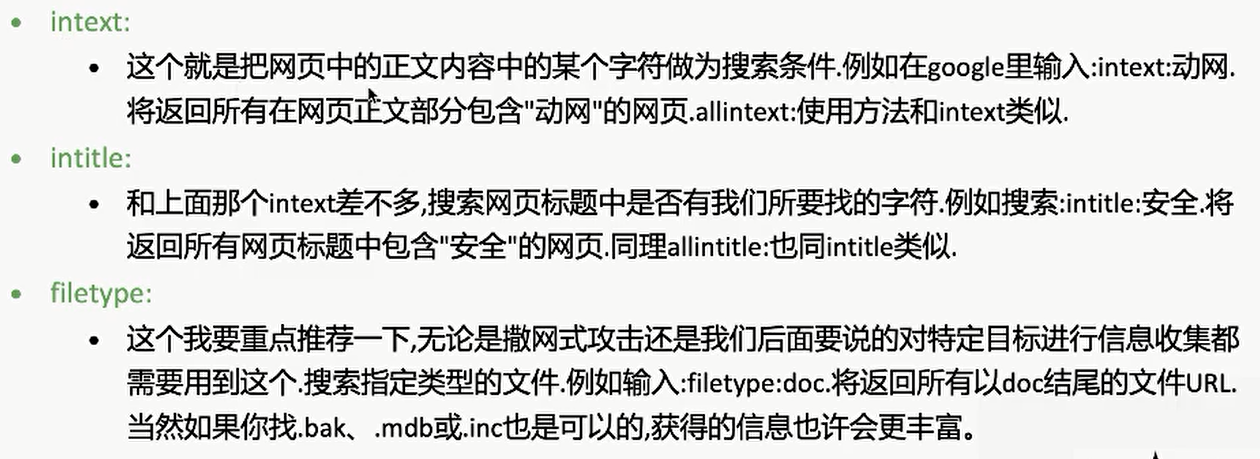 • intext:
• 这个就是把网页中的正文内容中的某个字符做为搜索条件.例如在google里输入:intext:动网.
将返回所有在网页正文部分包含"动网"的网页.allintext:使用方法和intext类似.
• intitle:
• 和上面那个intext差不多,搜索网页标题中是否有我们所要找的字符.例如搜索:intitle:安全.将
返回所有网页标题中包含"安全"的网页.同理allintitle:也同intitle类似.
• filetype:
• 这个我要重点推荐一下,无论是撒网式攻击还是我们后面要说的对特定目标进行信息收集都
需要用到这个.搜索指定类型的文件.例如输入:filetype:doc.将返回所有以doc结尾的文件URL.
当然如果你找.bak、.mdb或.inc也是可以的,获得的信息也许会更丰富。